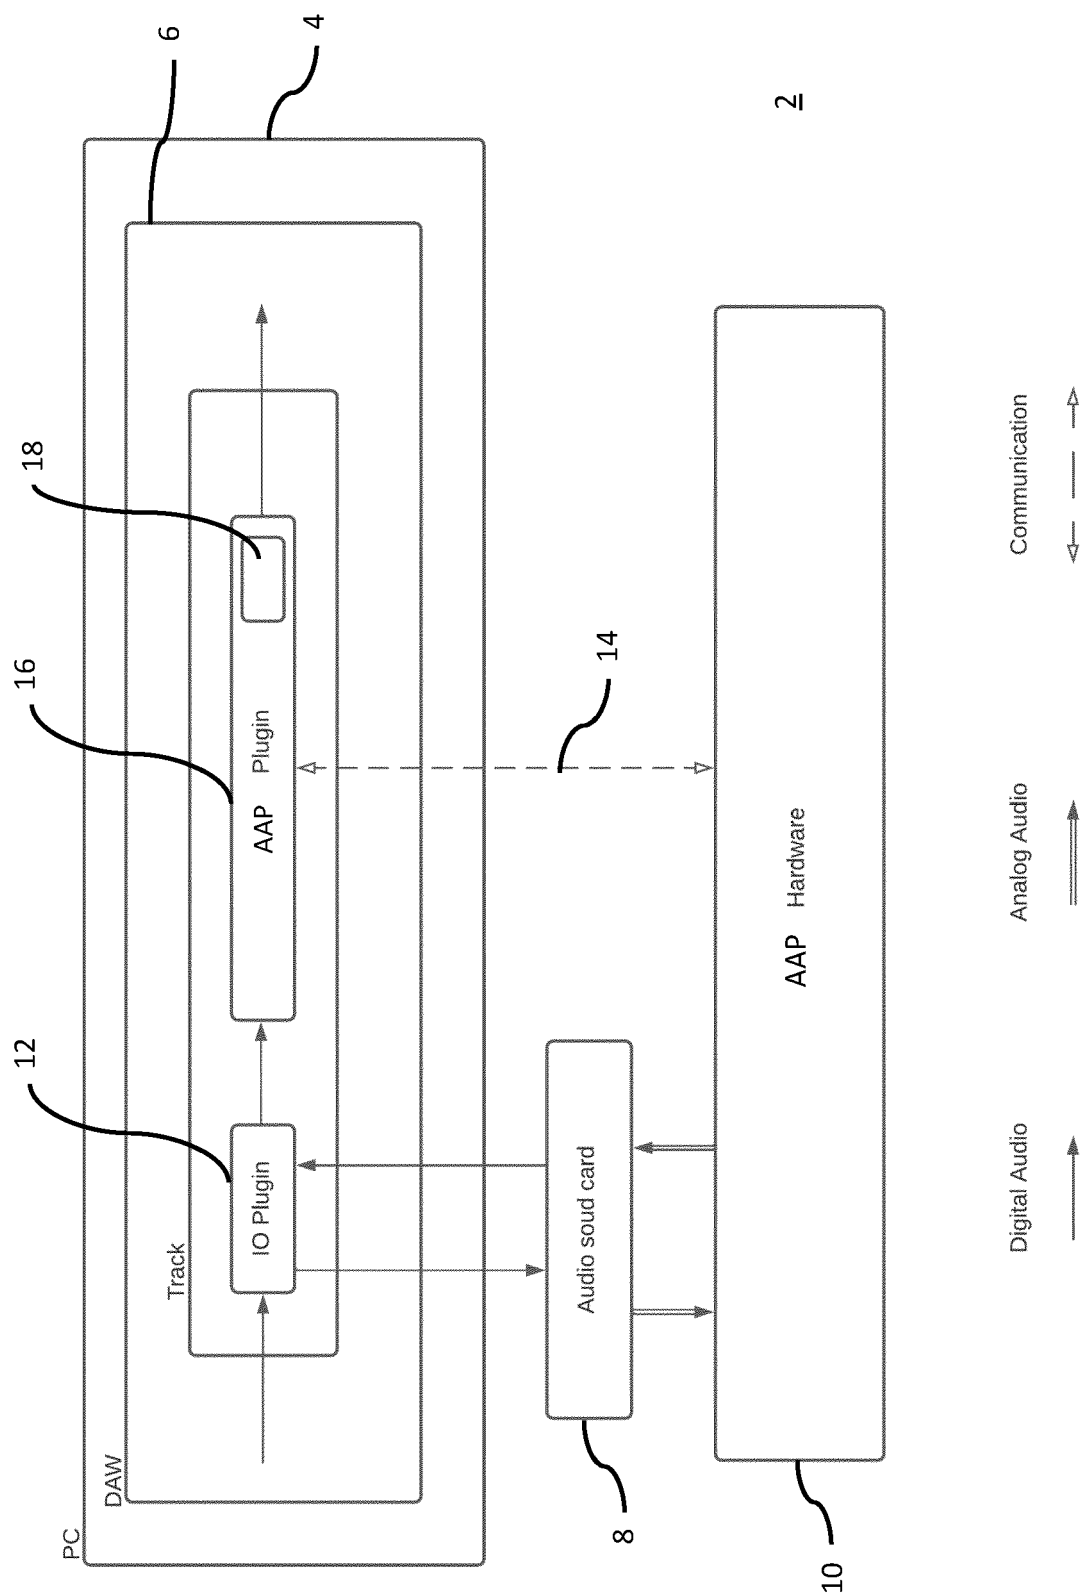 PC
DAW
Track
6
4
12
16
18
IO Plugin
AAP Plugin
14
2
8
Audio soud card
10
AAP Hardware
Digital Audio
Analog Audio
Communication